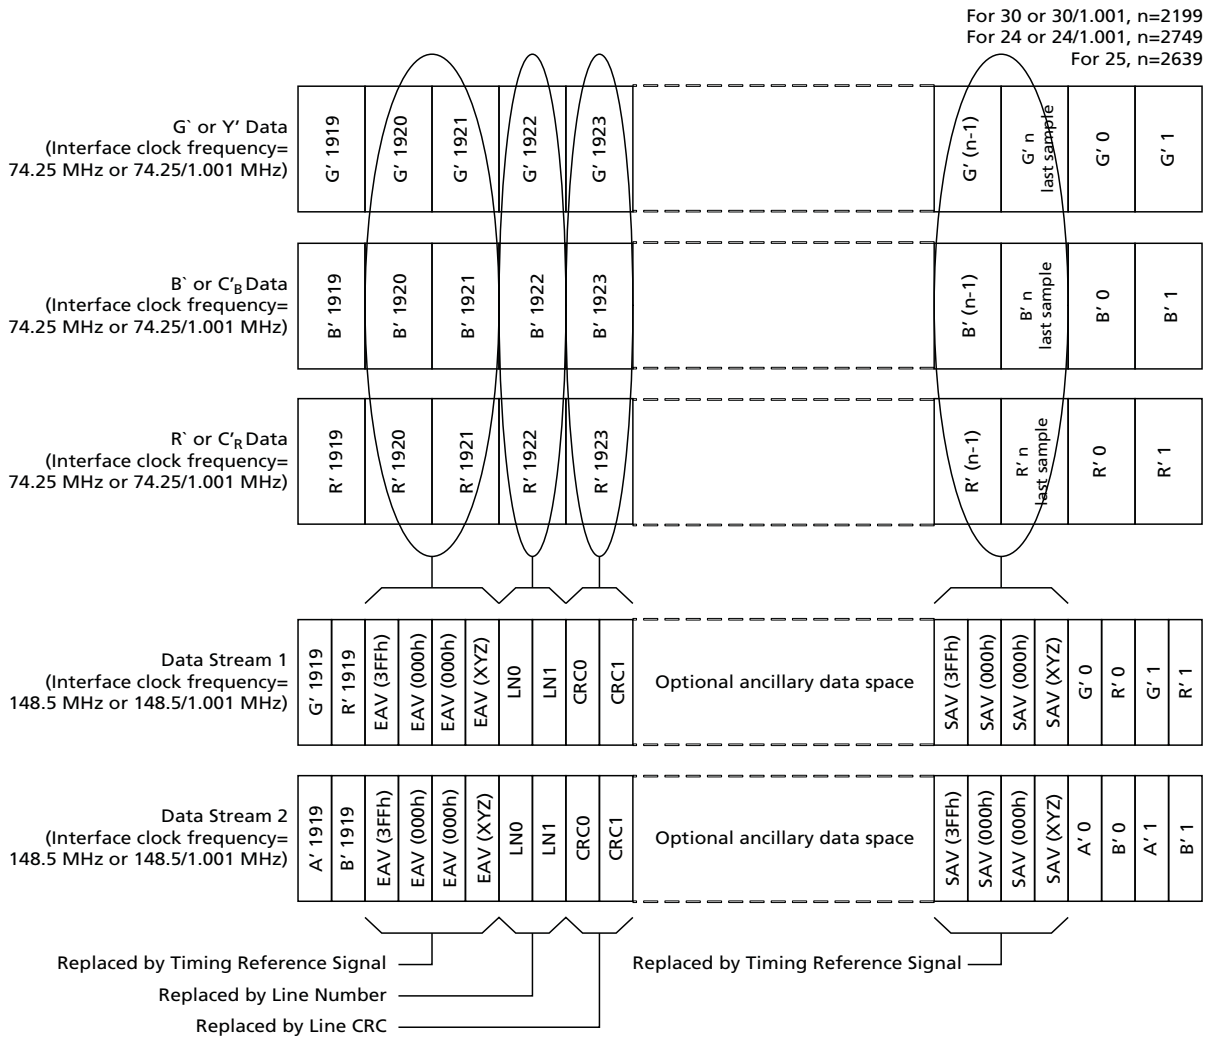 For 30 or 30/1.001, n=2199
For 24 or 24/1.001, n=2749
For 25, n=2639
G` or Y' Data
(Interface clock frequency=
74.25 MHz or 74.25/1.001 MHz)
G' 1919
G' 1920
G' 1921
G' 1922
G' 1923
G' (n-1)
G' n
last sample
G' 0
G' 1
B` or C'B Data
(Interface clock frequency=
74.25 MHz or 74.25/1.001 MHz)
B' 1919
B' 1920
B' 1921
B' 1922
B' 1923
B' (n-1)
B' n
last sample
B' 0
B' 1
R` or C'R Data
(Interface clock frequency=
74.25 MHz or 74.25/1.001 MHz)
R' 1919
R' 1920
R' 1921
R' 1922
R' 1923
R' (n-1)
R' n
last sample
R' 0
R' 1
Data Stream 1
(Interface clock frequency=
148.5 MHz or 148.5/1.001 MHz)
G' 1919
R' 1919
EAV (3FFh)
EAV (000h)
EAV (000h)
EAV (XYZ)
LN0
LN1
CRC0
CRC1
Optional ancillary data space
SAV (3FFh)
SAV (000h)
SAV (000h)
SAV (XYZ)
G' 0
R' 0
G' 1
R' 1
Data Stream 2
(Interface clock frequency=
148.5 MHz or 148.5/1.001 MHz)
A' 1919
B' 1919
EAV (3FFh)
EAV (000h)
EAV (000h)
EAV (XYZ)
LN0
LN1
CRC0
CRC1
Optional ancillary data space
SAV (3FFh)
SAV (000h)
SAV (000h)
SAV (XYZ)
A' 0
B' 0
A' 1
B' 1
Replaced by Timing Reference Signal
Replaced by Timing Reference Signal
Replaced by Line Number
Replaced by Line CRC